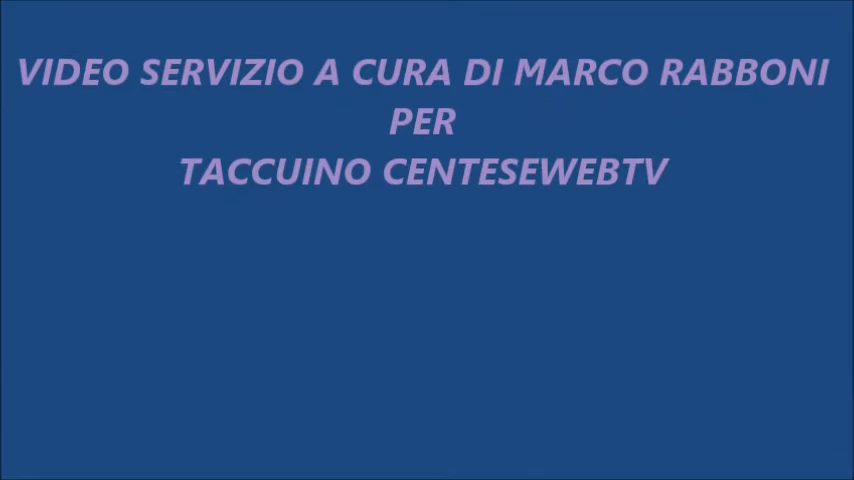 VIDEO SERVIZIO A CURA DI MARCO RABBONI
PER
TACCUINO CENTESEWEBTV